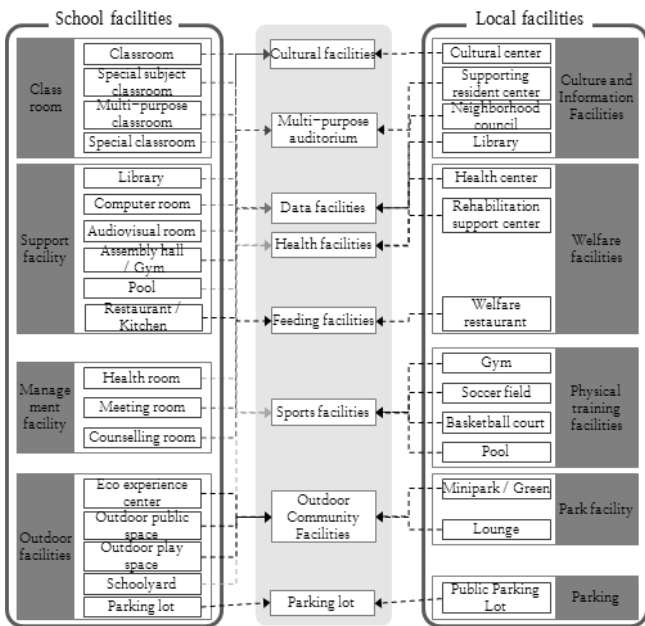 School facilities
Class
room
Classroom
Special subject
classroom
Multi-purpose
classroom
Special classroom
Support
facility
Library
Computer room
Audiovisual room
Assembly hall
/ Gym
Pool
Restaurant /
Kitchen
Manage
ment
facility
Health room
Meeting room
Counselling room
Outdoor
facilities
Eco experience
center
Outdoor public
space
Outdoor play
space
Schoolyard
Parking lot
Cultural facilities
Multi-purpose
auditorium
Data facilities
Health facilities
Feeding facilities
Sports facilities
Outdoor
Community
Facilities
Parking lot
Local facilities
Cultural center
Supporting
resident center
Neighborhood
council
Library
Culture and
Information
Facilities
Health center
Rehabilitation
support center
Welfare
restaurant
Welfare
facilities
Gym
Soccer field
Basketball court
Pool
Physical
training
facilities
Minipark / Green
Lounge
Park facility
Public Parking
Lot
Parking